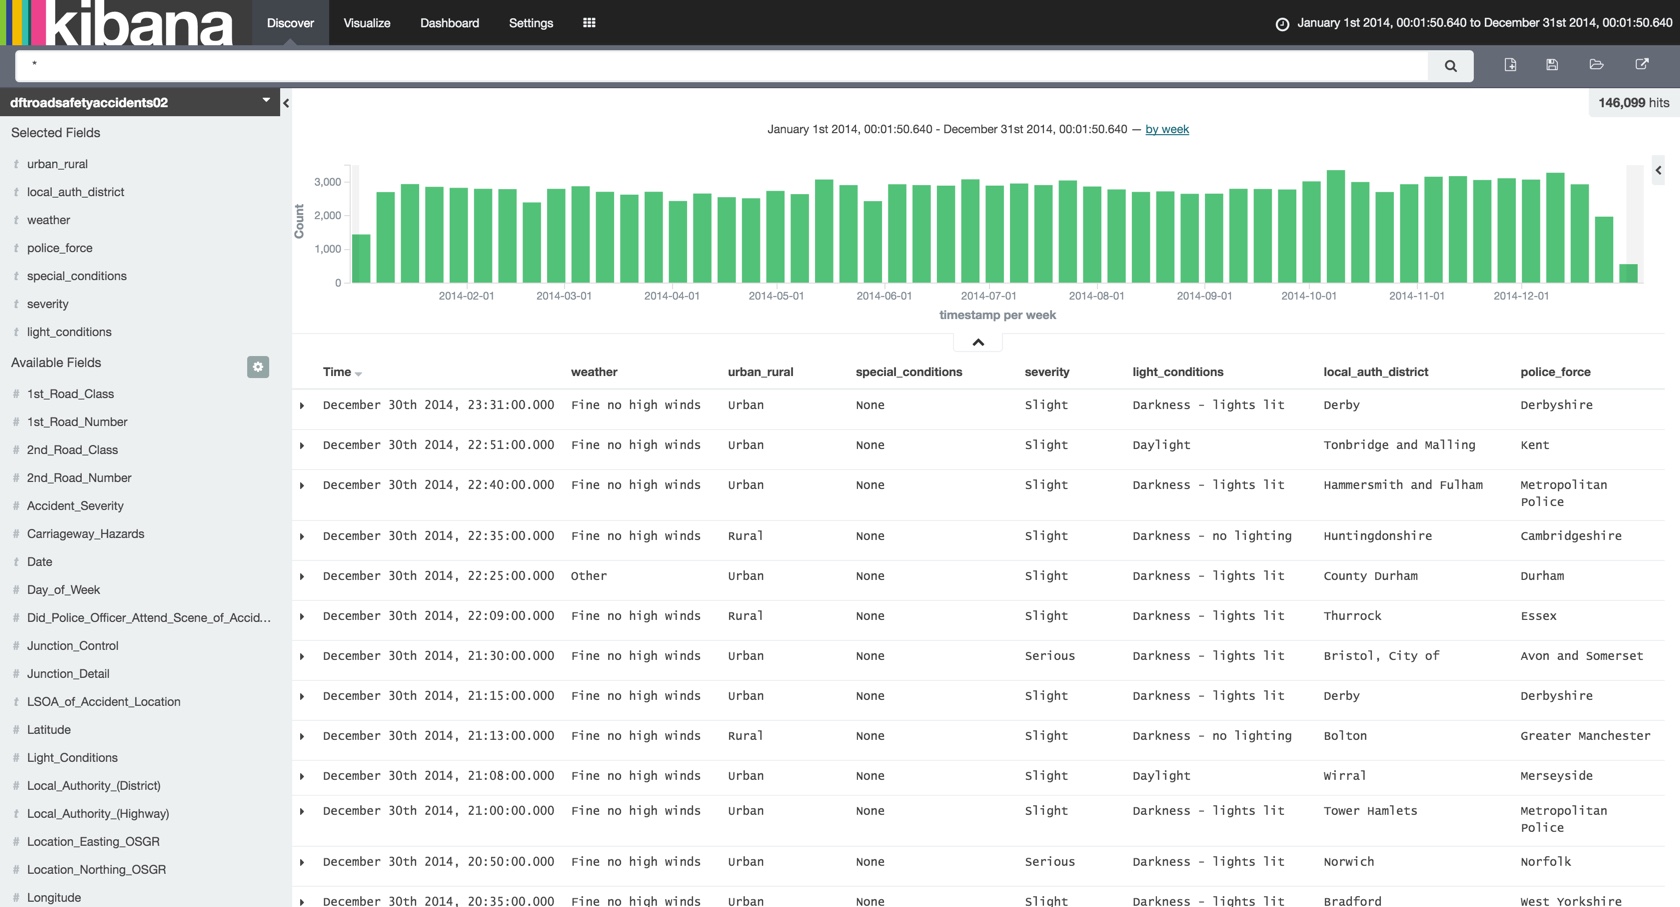 kibana
Discover Visualize Dashboard Settings January 1st 2014, 00:01:50.640 to December 31st 2014, 00:01:50.640
*
dftroadsafetyaccidents02
146,099 hits
Selected Fields
t urban_rural
t local_auth_district
t weather
t police_force
t special_conditions
t severity
t light_conditions
Available Fields
# 1st_Road_Class
# 1st_Road_Number
# 2nd_Road_Class
# 2nd_Road_Number
# Accident_Severity
# Carriageway_Hazards
t Date
# Day_of_Week
# Did_Police_Officer_Attend_Scene_of_Accid...
# Junction_Control
# Junction_Detail
t LSOA_of_Accident_Location
# Latitude
# Light_Conditions
# Local_Authority_(District)
t Local_Authority_(Highway)
# Location_Easting_OSGR
# Location_Northing_OSGR
# Longitude
January 1st 2014, 00:01:50.640 - December 31st 2014, 00:01:50.640 — by week
Count
3,000
2,000
1,000
0
2014-02-01 2014-03-01 2014-04-01 2014-05-01 2014-06-01 2014-07-01 2014-08-01 2014-09-01 2014-10-01 2014-11-01 2014-12-01
timestamp per week
Time weather urban_rural special_conditions severity light_conditions local_auth_district police_force
December 30th 2014, 23:31:00.000 Fine no high winds Urban None Slight Darkness - lights lit Derby Derbyshire
December 30th 2014, 22:51:00.000 Fine no high winds Urban None Slight Daylight Tonbridge and Malling Kent
December 30th 2014, 22:40:00.000 Fine no high winds Urban None Slight Darkness - lights lit Hammersmith and Fulham Metropolitan
Police
December 30th 2014, 22:35:00.000 Fine no high winds Rural None Slight Darkness - no lighting Huntingdonshire Cambridgeshire
December 30th 2014, 22:25:00.000 Other Urban None Slight Darkness - lights lit County Durham Durham
December 30th 2014, 22:09:00.000 Fine no high winds Rural None Slight Darkness - lights lit Thurrock Essex
December 30th 2014, 21:30:00.000 Fine no high winds Urban None Serious Darkness - lights lit Bristol, City of Avon and Somerset
December 30th 2014, 21:15:00.000 Fine no high winds Urban None Slight Darkness - lights lit Derby Derbyshire
December 30th 2014, 21:13:00.000 Fine no high winds Rural None Slight Darkness - no lighting Bolton Greater Manchester
December 30th 2014, 21:08:00.000 Fine no high winds Urban None Slight Daylight Wirral Merseyside
December 30th 2014, 21:00:00.000 Fine no high winds Urban None Slight Darkness - lights lit Tower Hamlets Metropolitan
Police
December 30th 2014, 20:50:00.000 Fine no high winds Urban None Serious Darkness - lights lit Norwich Norfolk
December 30th 2014, 20:35:00.000 Fine no high winds Urban None Slight Darkness - lights lit Bradford West Yorkshire